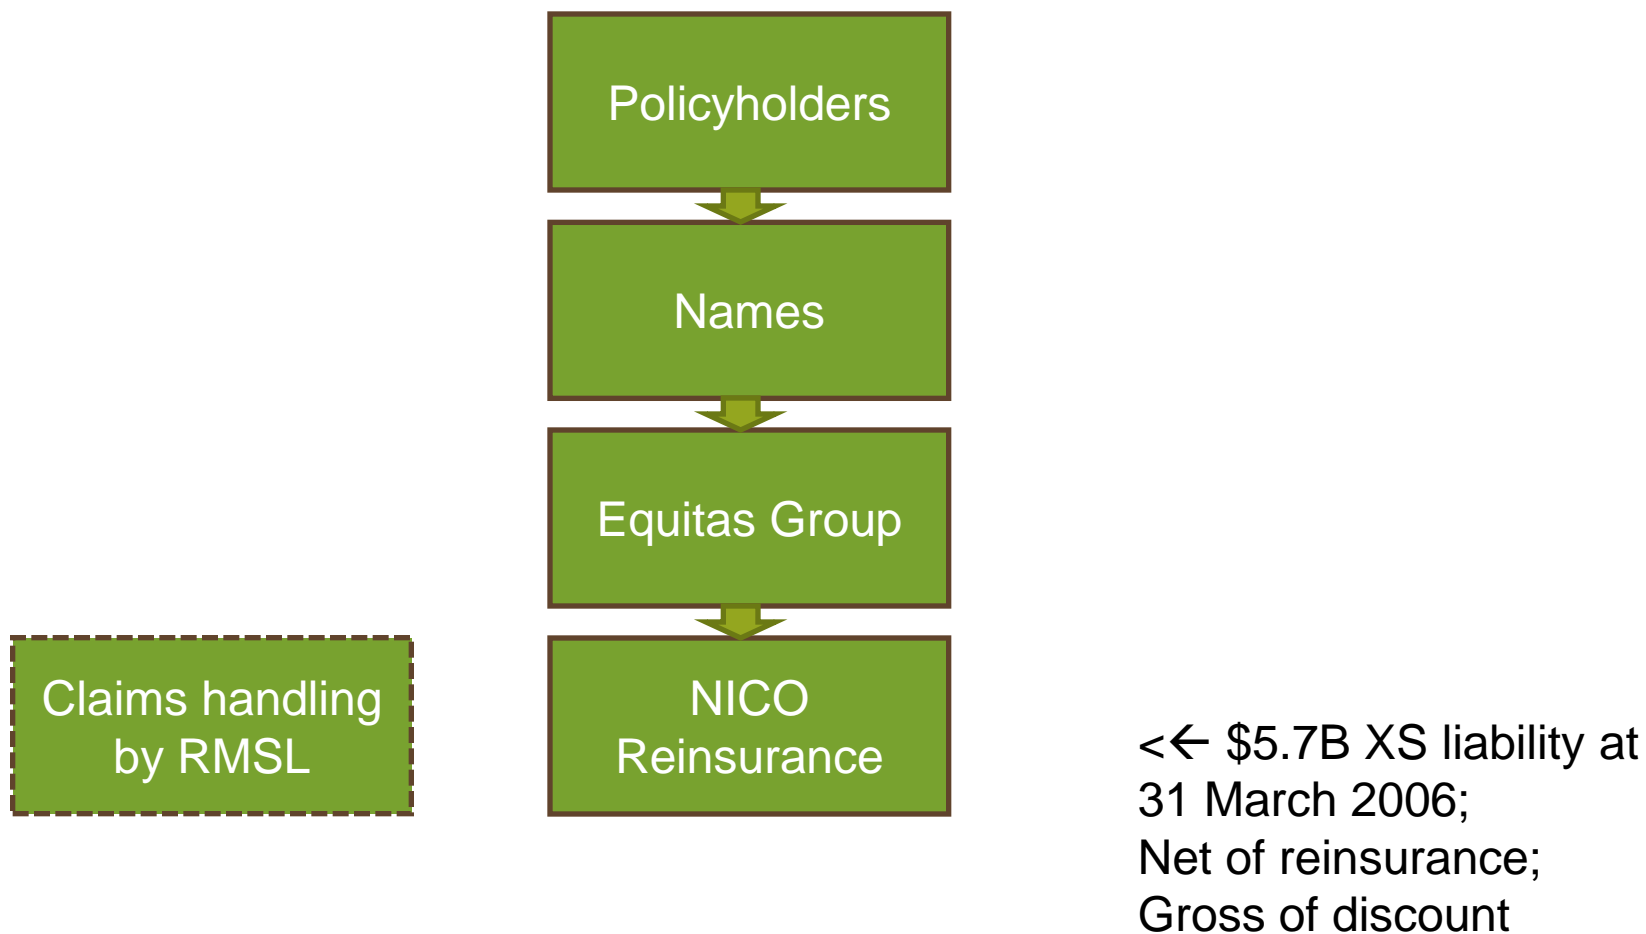 Policyholders
Names
Equitas Group
Claims handling
by RMSL
NICO
Reinsurance
<← $5.7B XS liability at
31 March 2006;
Net of reinsurance;
Gross of discount